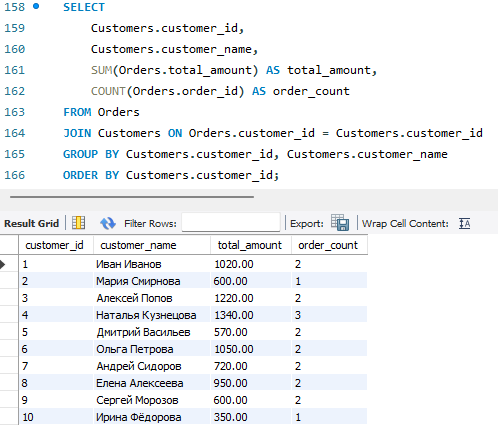 158 SELECT
159 Customers.customer_id,
160 Customers.customer_name,
161 SUM(Orders.total_amount) AS total_amount,
162 COUNT(Orders.order_id) AS order_count
163 FROM Orders
164 JOIN Customers ON Orders.customer_id = Customers.customer_id
165 GROUP BY Customers.customer_id, Customers.customer_name
166 ORDER BY Customers.customer_id;
Result Grid Filter Rows: Export: Wrap Cell Content: IA
customer_id customer_name total_amount order_count
1 Иван Иванов 1020.00 2
2 Мария Смирнова 600.00 1
3 Алексей Попов 1220.00 2
4 Наталья Кузнецова 1340.00 3
5 Дмитрий Васильев 570.00 2
6 Ольга Петрова 1050.00 2
7 Андрей Сидоров 720.00 2
8 Елена Алексеева 950.00 2
9 Сергей Морозов 600.00 2
10 Ирина Фёдорова 350.00 1